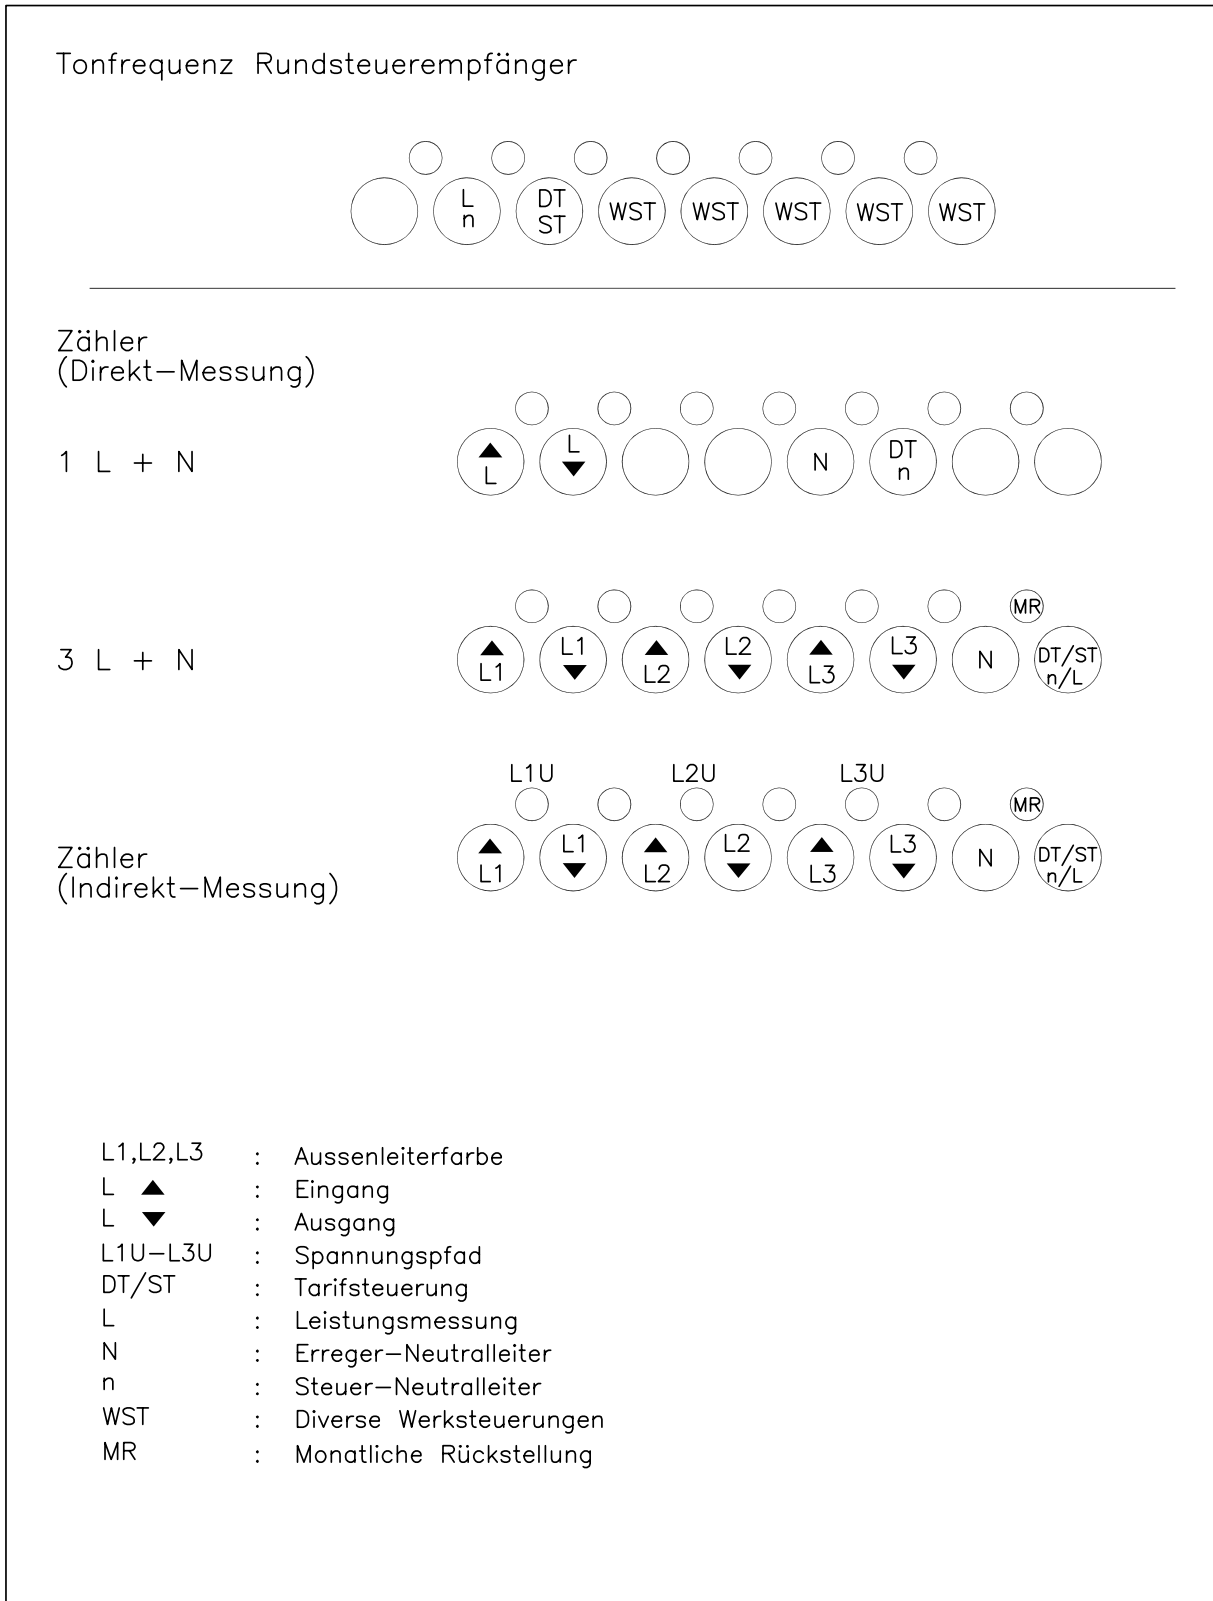 Tonfrequenz Rundsteuerempfänger
L DT
n ST WST WST WST WST WST
Zähler
(Direkt-Messung)
1 L + N
L L N DT
n
3 L + N
MR
L1 L1 L2 L2 L3 L3 N DT/ST
n/L
L1U L2U L3U
MR
Zähler
(Indirekt-Messung)
L1 L1 L2 L2 L3 L3 N DT/ST
n/L
L1,L2,L3 : Aussenleiterfarbe
L ▲ : Eingang
L ▼ : Ausgang
L1U-L3U : Spannungspfad
DT/ST : Tarifsteuerung
L : Leistungsmessung
N : Erreger-Neutralleiter
n : Steuer-Neutralleiter
WST : Diverse Werksteuerungen
MR : Monatliche Rückstellung